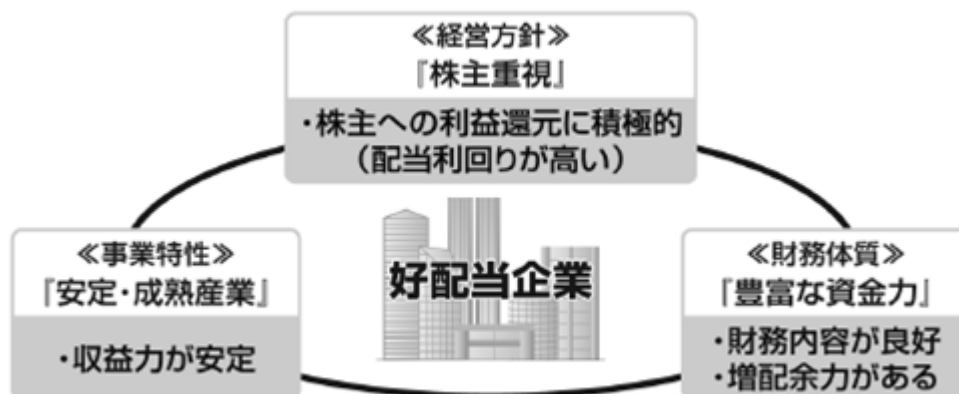 ≪経営方針≫
『株主重視』
・株主への利益還元に積極的
（配当利回りが高い）
≪事業特性≫
『安定・成熟産業』
・収益力が安定
好配当企業
≪財務体質≫
『豊富な資金力』
・財務内容が良好
・増配余力がある